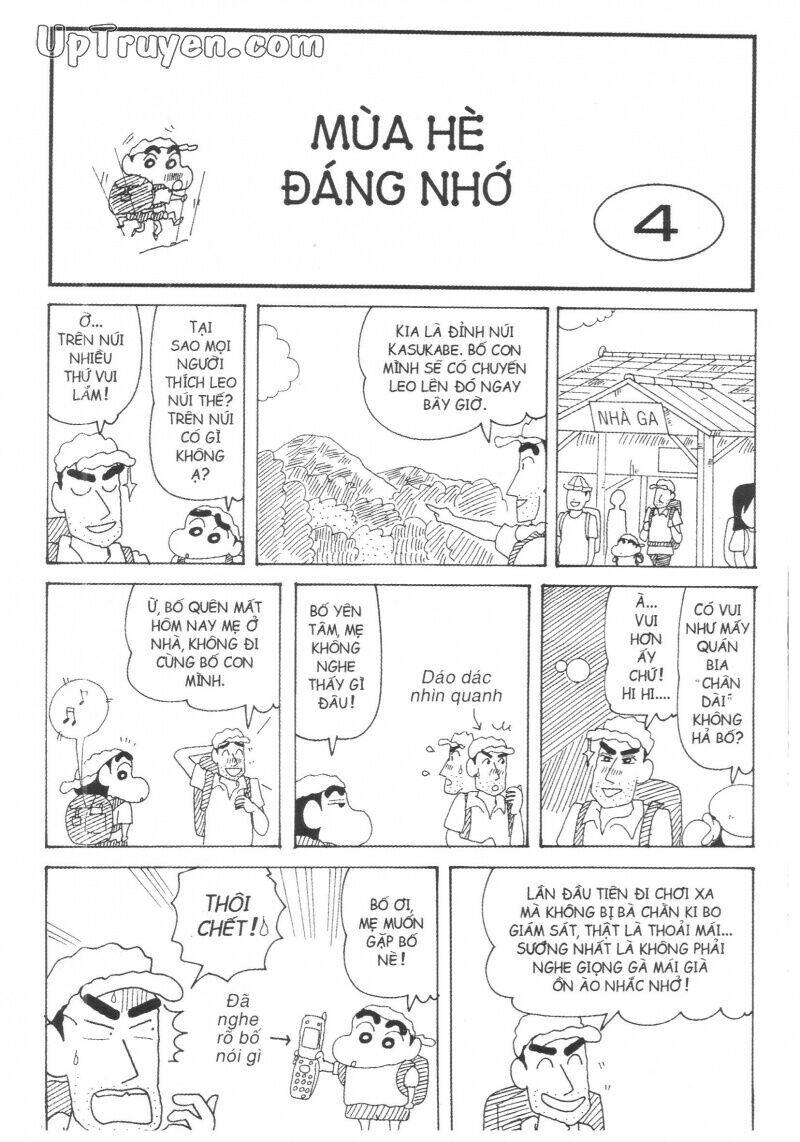 UpTruyen.com
MÙA HÈ
ĐÁNG NHỚ
4
NHÀ GA
KIA LÀ ĐỈNH NÚI
KASUKABE. BỐ CON
MÌNH SẼ CÓ CHUYẾN
LEO LÊN ĐÓ NGAY
BÂY GIỜ.
TẠI
SAO MỌI
NGƯỜI
THÍCH LEO
NÚI THẾ?
TRÊN NÚI
CÓ GÌ
KHÔNG
Ạ?
Ờ...
TRÊN NÚI
NHIỀU
THỨ VUI
LẮM!
CÓ VUI
NHƯ MẤY
QUÁN
BIA
"CHÂN
DÀI"
KHÔNG
HẢ BỐ?
À...
VUI
HƠN
ẤY
CHỨ!
HI HI....
Dáo dác
nhin quanh
BỐ YÊN
TÂM, MẸ
KHÔNG
NGHE
THẤY GÌ
ĐÂU!
Ừ, BỐ QUÊN MẤT
HÔM NAY MẸ Ở
NHÀ, KHÔNG ĐI
CÙNG BỐ CON
MÌNH.
LẦN ĐẦU TIÊN ĐI CHƠI XA
MÀ KHÔNG BỊ BÀ CHẰN KI BO
GIÁM SÁT, THẬT LÀ THOẢI MÁI...
SƯỚNG NHẤT LÀ KHÔNG PHẢI
NGHE GIỌNG GÀ MÁI GIÀ
ỒN ÀO NHẮC NHỞ!
BỐ ƠI,
MẸ MUỐN
GẶP BỐ
NÈ!
Đã
nghe
rõ bố
nói gì
THÔI
CHẾT!